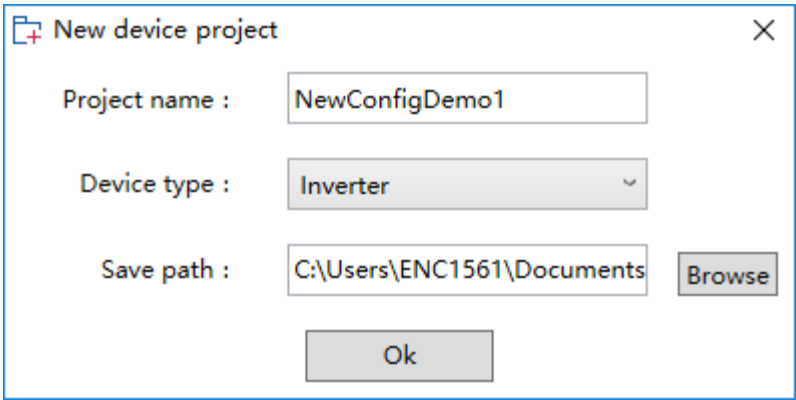 New device project
Project name : NewConfigDemo1
Device type : Inverter
Save path : C:\Users\ENC1561\Documents Browse
Ok